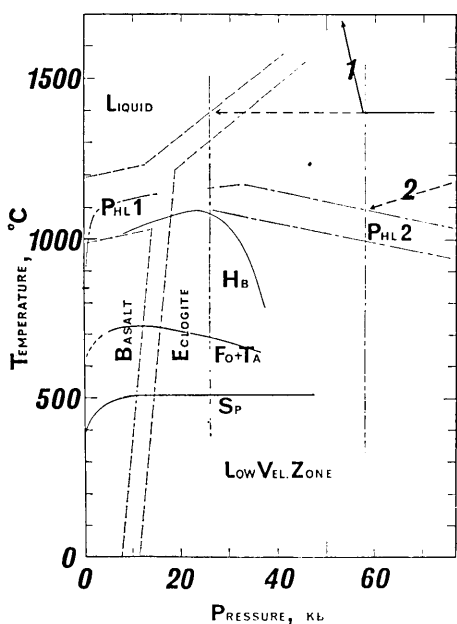 1500
1000
500
0
TEMPERATURE, °C
LIQUID
1
2
PHL 1
PHL 2
HB
BASALT
ECLOGITE
FO+TA
SP
LOW VEL. ZONE
0 20 40 60
PRESSURE, KB